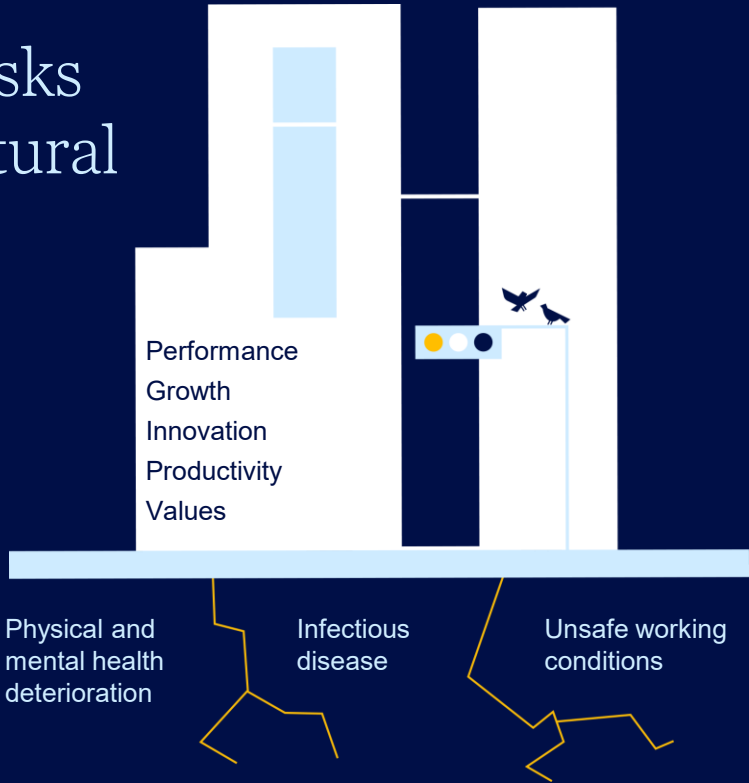 sks
tural
Performance
Growth
Innovation
Productivity
Values
Physical and
mental health
deterioration
Infectious
disease
Unsafe working
conditions